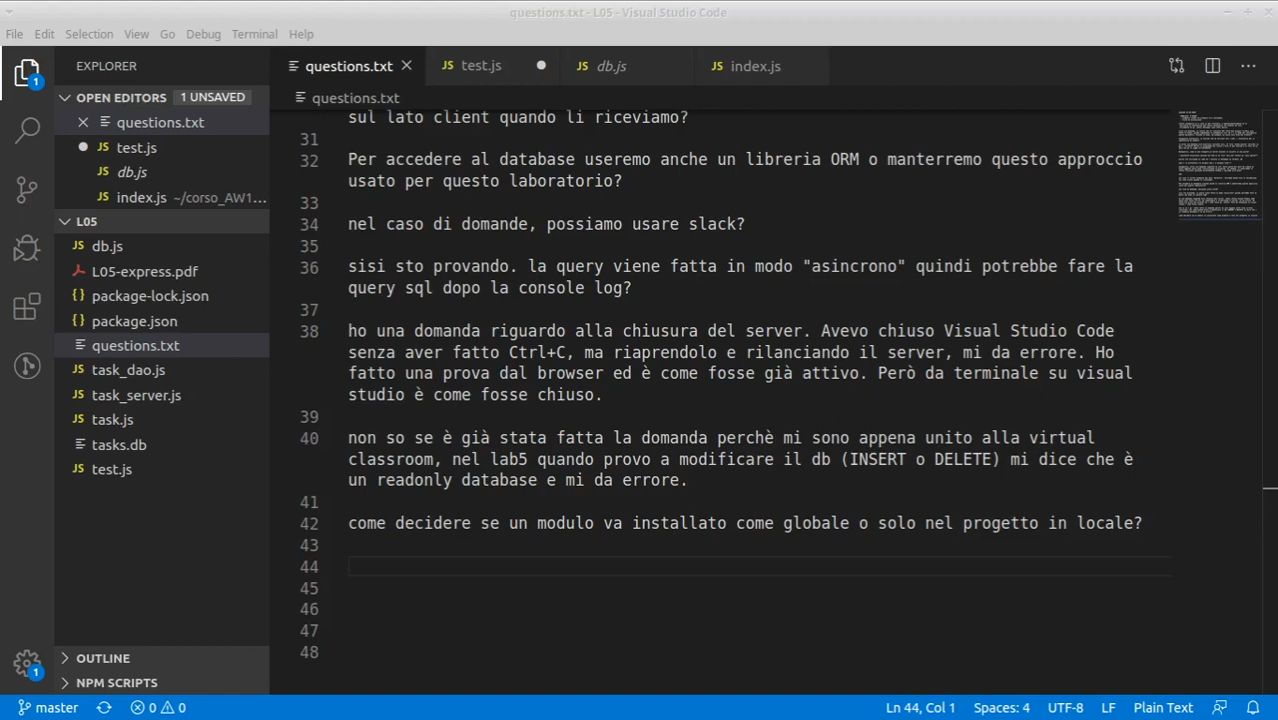 questions.txt - L05 - Visual Studio Code
File Edit Selection View Go Debug Terminal Help
1
EXPLORER
questions.txt
test.js
db.js
index.js
OPEN EDITORS 1 UNSAVED
questions.txt
test.js
db.js
index.js ~/corso_AW1...
L05
db.js
L05-express.pdf
package-lock.json
package.json
questions.txt
task_dao.js
task_server.js
task.js
tasks.db
test.js
OUTLINE
NPM SCRIPTS
1
questions.txt
sul lato client quando li riceviamo?
31
32 Per accedere al database useremo anche un libreria ORM o manterremo questo approccio
usato per questo laboratorio?
33
34 nel caso di domande, possiamo usare slack?
35
36 sisi sto provando. la query viene fatta in modo "asincrono" quindi potrebbe fare la
query sql dopo la console log?
37
38 ho una domanda riguardo alla chiusura del server. Avevo chiuso Visual Studio Code
senza aver fatto Ctrl+C, ma riaprendolo e rilanciando il server, mi da errore. Ho
fatto una prova dal browser ed è come fosse già attivo. Però da terminale su visual
studio è come fosse chiuso.
39
40 non so se è già stata fatta la domanda perchè mi sono appena unito alla virtual
classroom, nel lab5 quando provo a modificare il db (INSERT o DELETE) mi dice che è
un readonly database e mi da errore.
41
42 come decidere se un modulo va installato come globale o solo nel progetto in locale?
43
44
45
46
47
48
master 0 0 Ln 44, Col 1 Spaces: 4 UTF-8 LF Plain Text